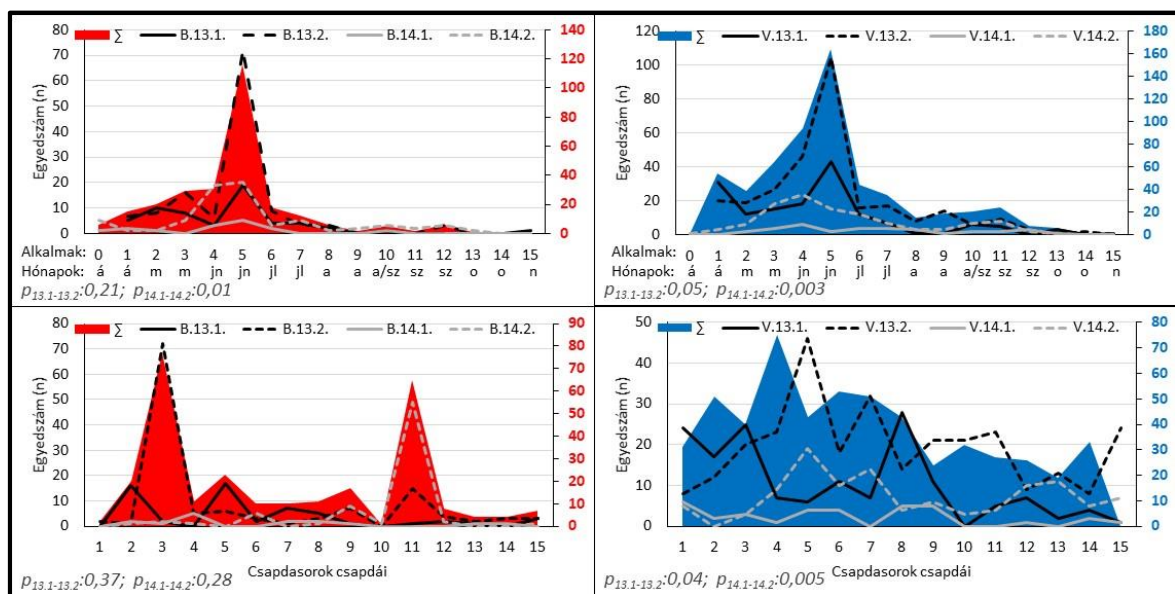 ∑ B.13.1. B.13.2. B.14.1. B.14.2.
80 70 60 50 40 30 20 10 0
Egyedszám (n)
140 120 100 80 60 40 20 0
Alkalmak: 0 1 2 3 4 5 6 7 8 9 10 11 12 13 14 15
Hónapok: á á m m jn jn jl jl a a a/sz sz sz o o n
p13.1-13.2:0,21; p14.1-14.2:0,01
∑ V.13.1. V.13.2. V.14.1. V.14.2.
120 100 80 60 40 20 0
Egyedszám (n)
180 160 140 120 100 80 60 40 20 0
Alkalmak: 0 1 2 3 4 5 6 7 8 9 10 11 12 13 14 15
Hónapok: á á m m jn jn jl jl a a a/sz sz sz o o n
p13.1-13.2:0,05; p14.1-14.2:0,003
∑ B.13.1. B.13.2. B.14.1. B.14.2.
80 70 60 50 40 30 20 10 0
Egyedszám (n)
90 80 70 60 50 40 30 20 10 0
1 2 3 4 5 6 7 8 9 10 11 12 13 14 15
Csapdasorok csapdái
p13.1-13.2:0,37; p14.1-14.2:0,28
∑ V.13.1. V.13.2. V.14.1. V.14.2.
50 40 30 20 10 0
Egyedszám (n)
80 70 60 50 40 30 20 10 0
1 2 3 4 5 6 7 8 9 10 11 12 13 14 15
Csapdasorok csapdái
p13.1-13.2:0,04; p14.1-14.2:0,005